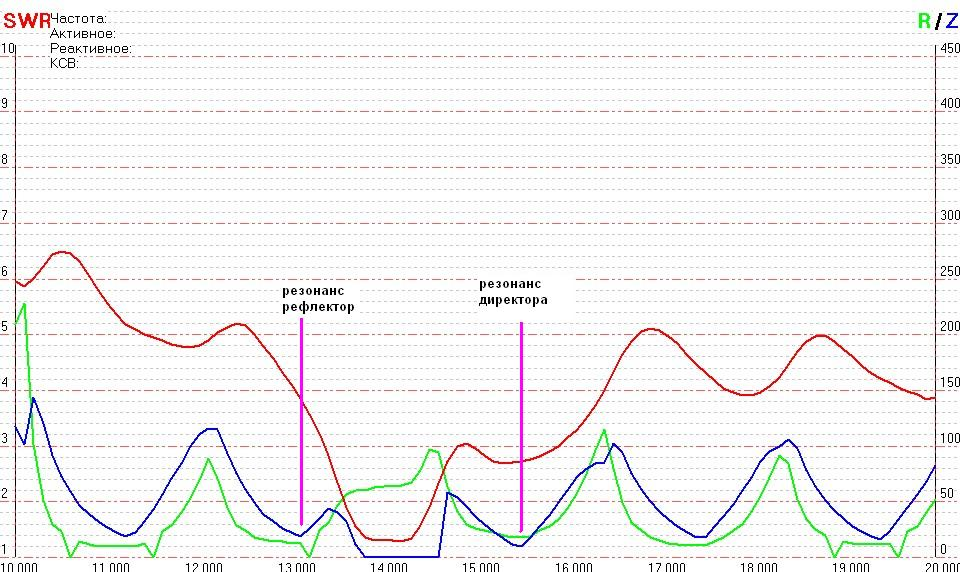 SWR
Частота:
R/Z
Активное:
Реактивное:
КСВ:
10
450
9
400
8
350
7
300
6
250
резонанс
рефлектор
резонанс
директора
5
200
4
150
3
100
2
50
1
0
10 000 11 000 12 000 13 000 14 000 15 000 16 000 17 000 18 000 19 000 20 000